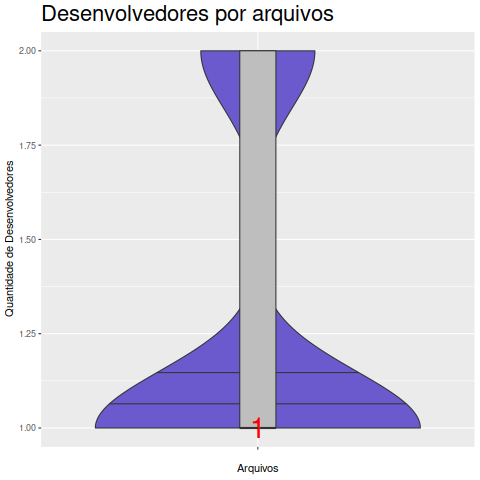 Desenvolvedores por arquivos
Quantidade de Desenvolvedores
2.00
1.75
1.50
1.25
1.00
1
Arquivos